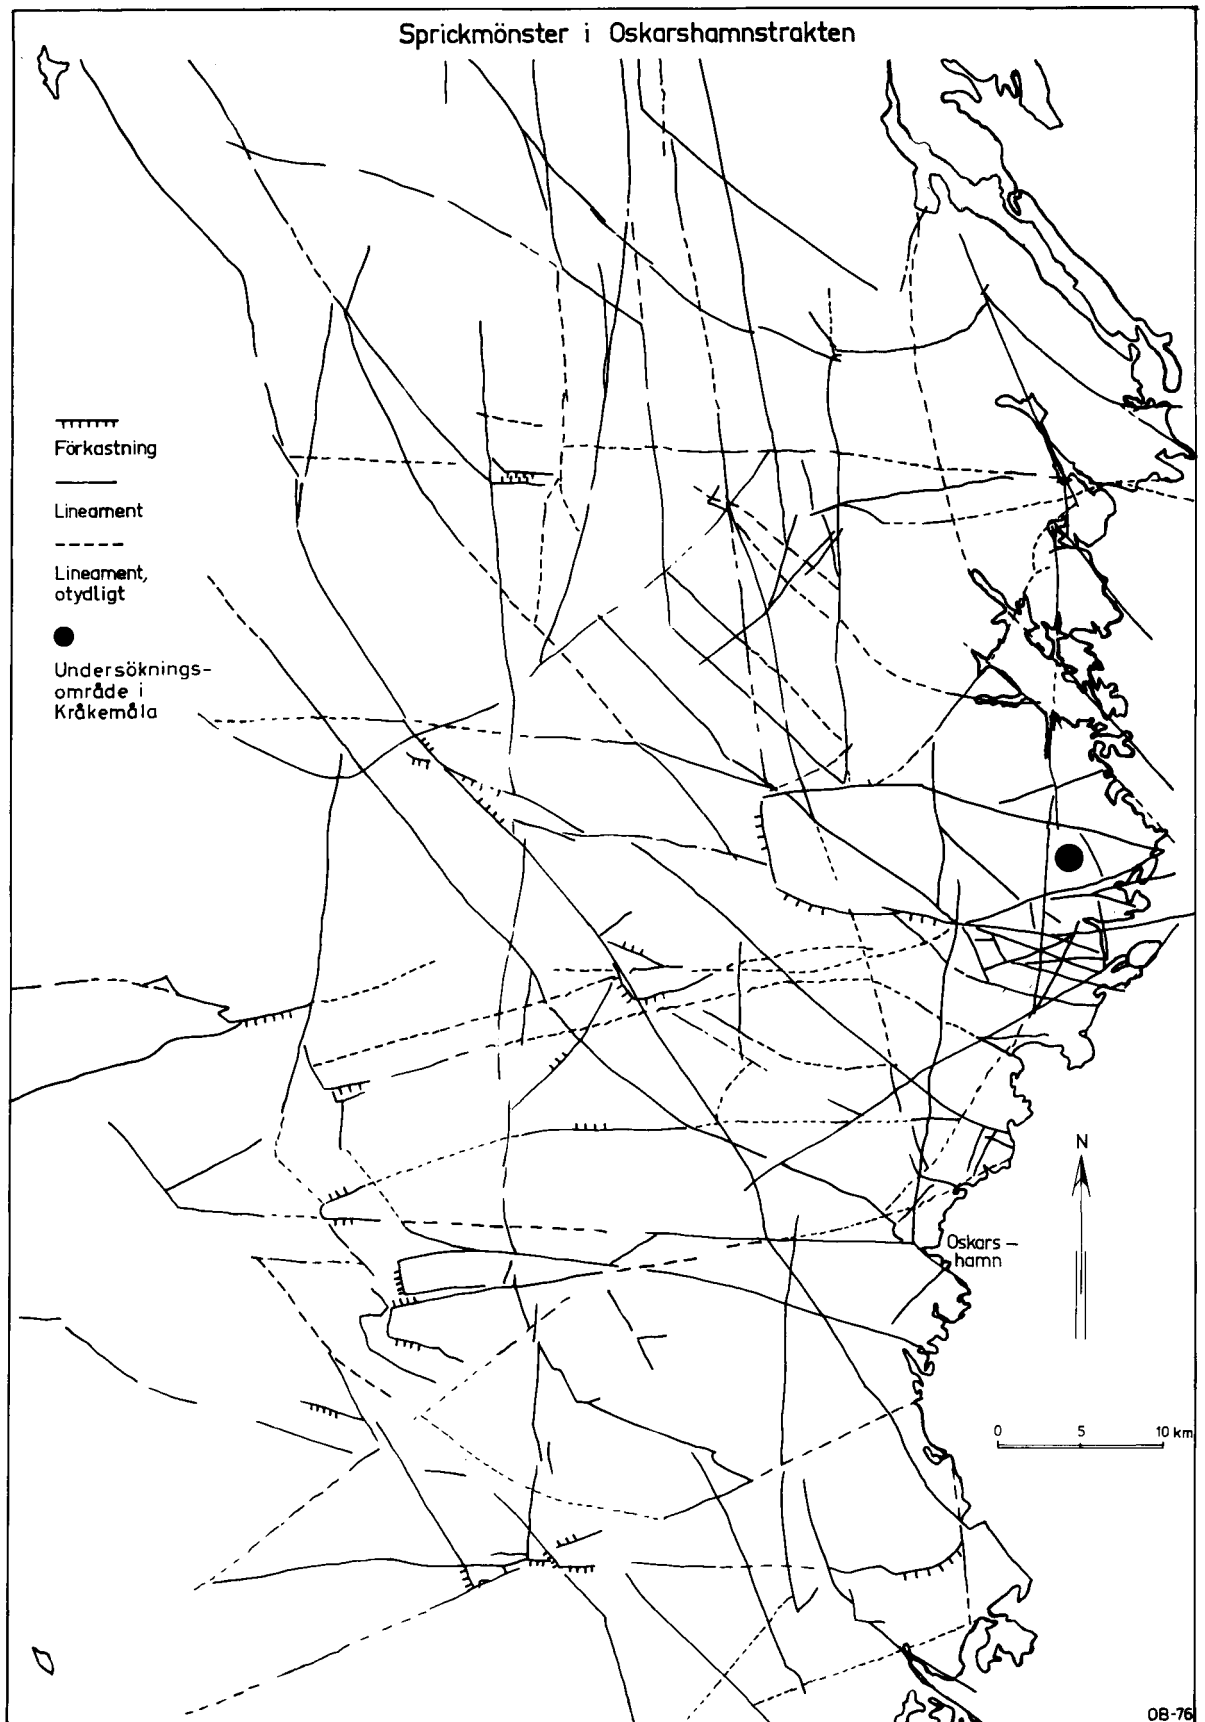 Sprickmönster i Oskarshamnstrakten
Förkastning
Lineament
Lineament,
otydligt
Undersöknings-
område i
Kråkemåla
N
Oskars-
hamn
0 5 10 km
OB-76